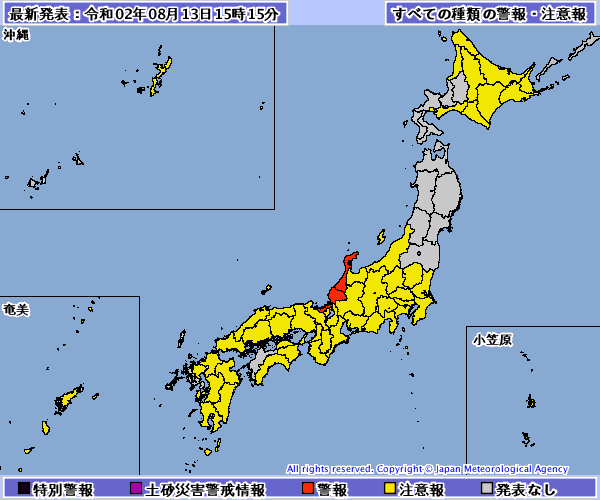 最新発表：令和02年08月13日15時15分
すべての種類の警報・注意報
沖縄
奄美
小笠原
All rights reserved. Copyright © Japan Meteorological Agency
特別警報 土砂災害警戒情報 警報 注意報 発表なし